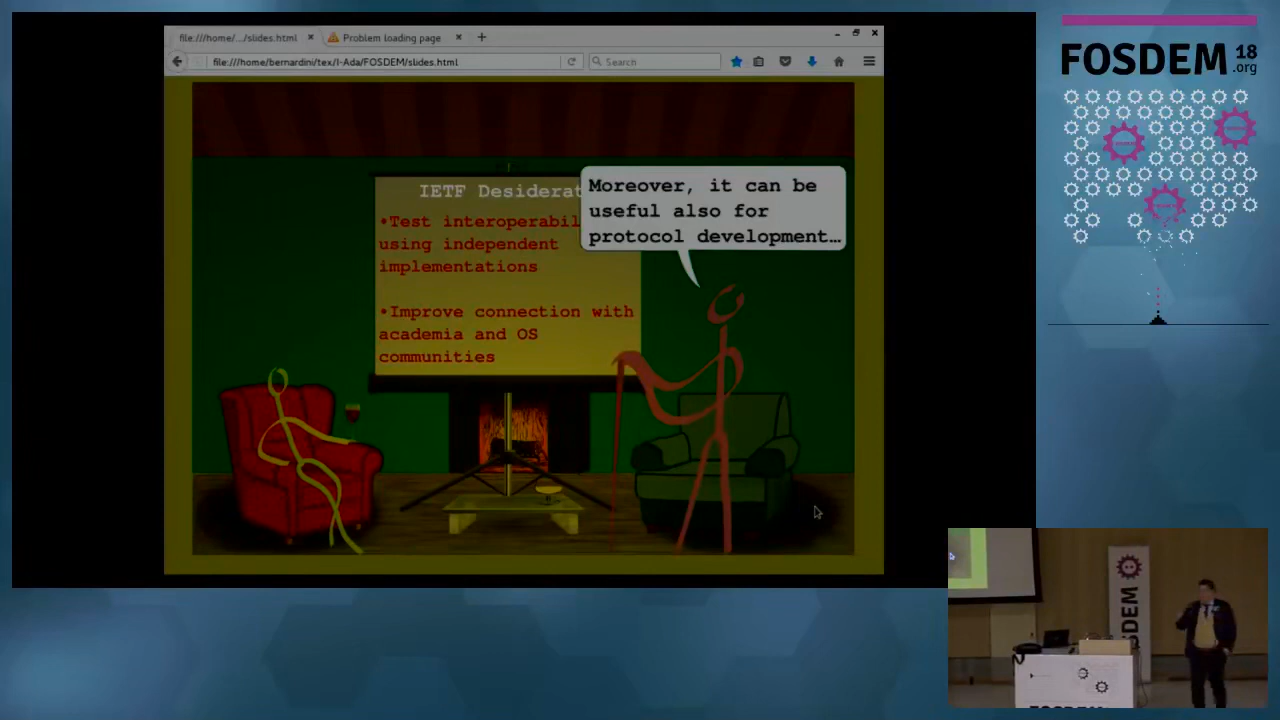 file:///home/.../slides.html
Problem loading page
file:///home/bernardini/tex/I-Ada/FOSDEM/slides.html
Search
IETF Desiderat
•Test interoperabil
using independent
implementations
•Improve connection with
academia and OS
communities
Moreover, it can be
useful also for
protocol development…
FOSDEM 18
.org
SDEM
FOSDEM